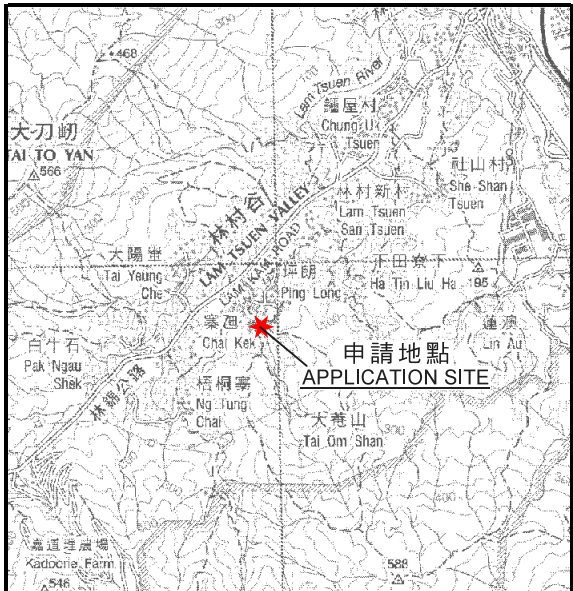 468
Lam Tsuen River
大刀屻
TAI TO YAN
566
鍾屋村
Chung Uk
Tsuen
社山村
She Shan
Tsuen
林村新村
Lam Tsuen
San Tsuen
林村谷
LAM TSUEN VALLEY
LAM KAM ROAD
大陽輋
Tai Yeung
Che
坪朗
Ping Long
下田寮下
Ha Tin Liu Ha
195
寨乪
Chai Kek
白牛石
Pak Ngau
Shek
蓮澳
Lin Au
申請地點
APPLICATION SITE
林錦公路
梧桐寨
Ng Tung
Chai
大菴山
Tai Om Shan
300
400
嘉道理農場
Kadoorie Farm
546
588